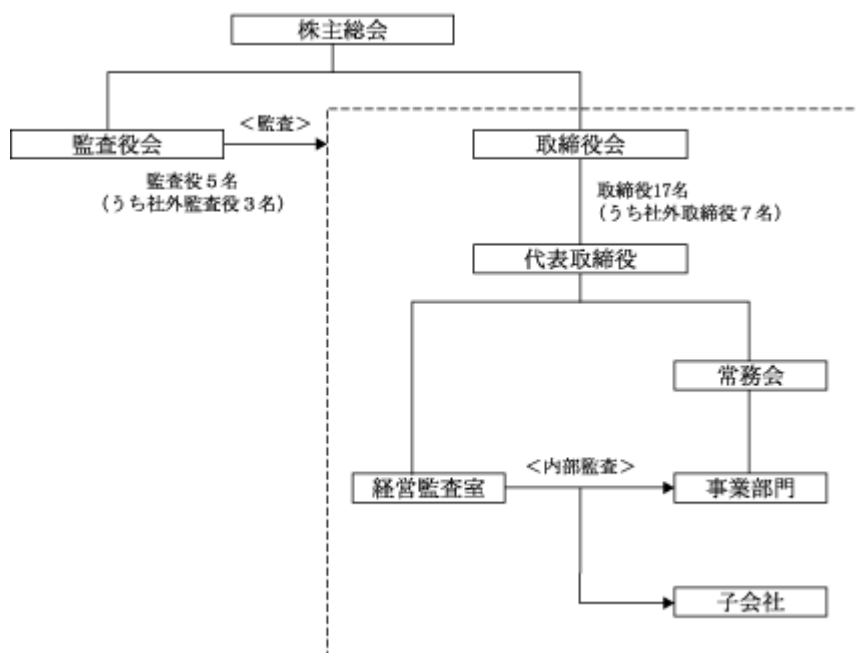 株主総会
<監査>
監査役会
取締役会
監査役5名
(うち社外監査役3名)
取締役17名
(うち社外取締役7名)
代表取締役
常務会
<内部監査>
経営監査室
事業部門
子会社